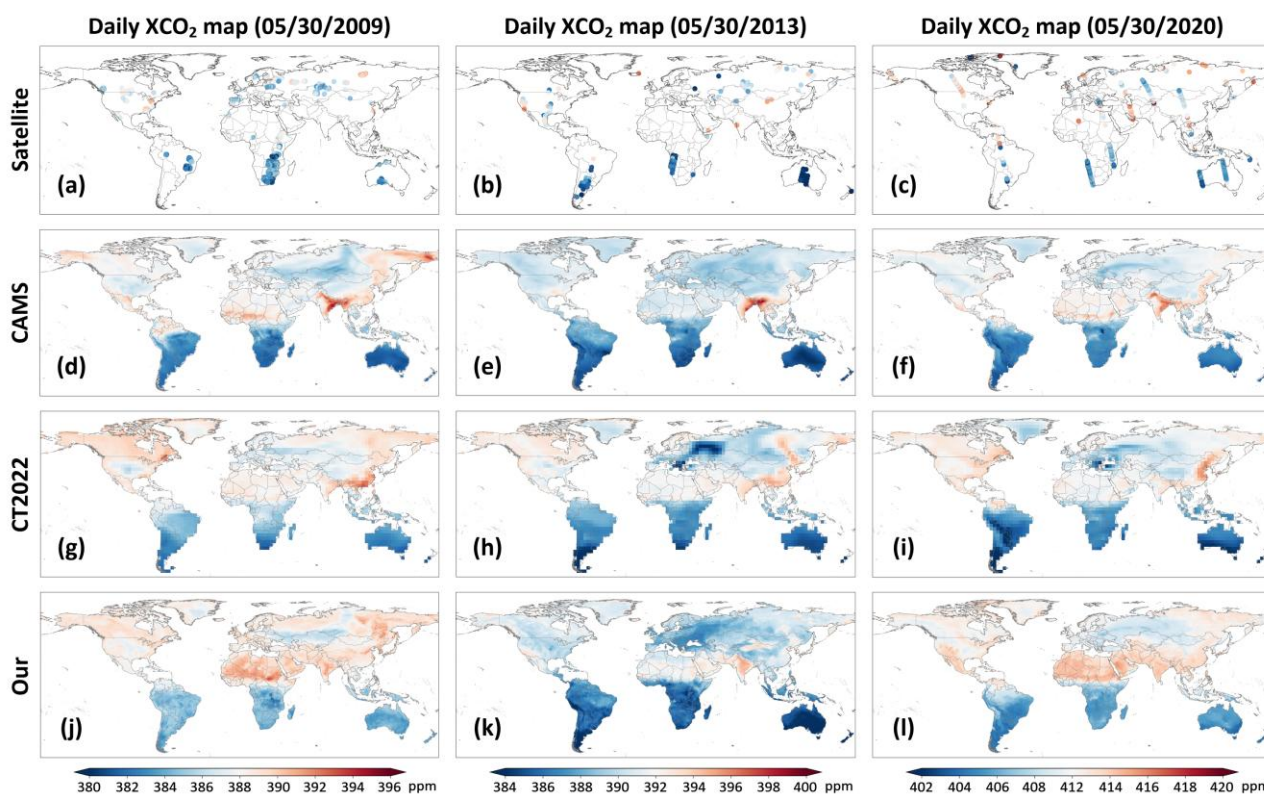 Daily XCO₂ map (05/30/2009) Daily XCO₂ map (05/30/2013) Daily XCO₂ map (05/30/2020)
Satellite (a) (b) (c)
CAMS (d) (e) (f)
CT2022 (g) (h) (i)
Our (j) (k) (l)
380 382 384 386 388 390 392 394 396 ppm 384 386 388 390 392 394 396 398 400 ppm 402 404 406 408 410 412 414 416 418 420 ppm